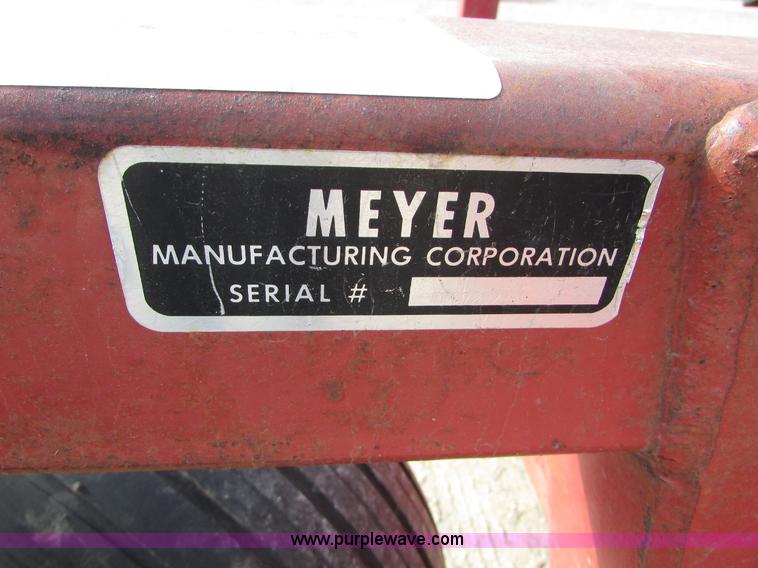 MEYER
MANUFACTURING CORPORATION
SERIAL #
www.purplewave.com